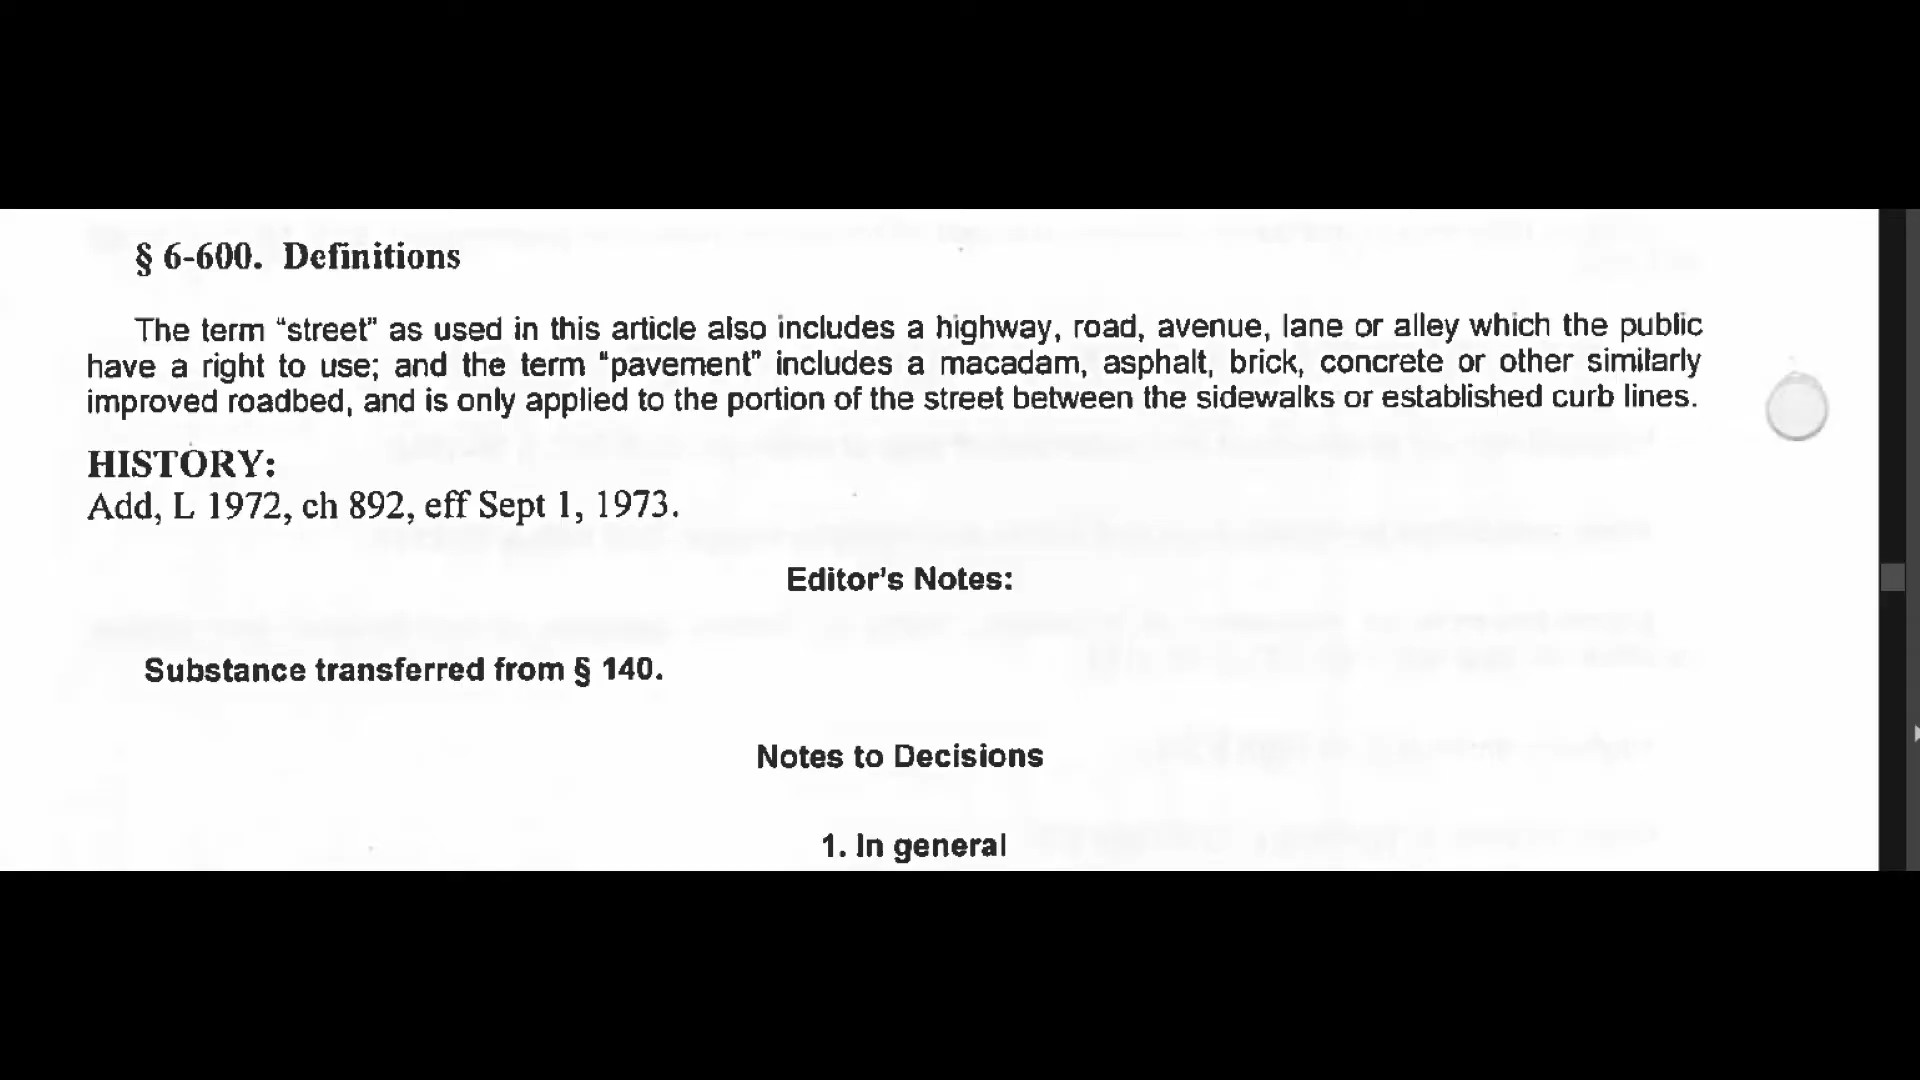 § 6-600. Definitions
The term “street” as used in this article also includes a highway, road, avenue, lane or alley which the public
have a right to use; and the term "pavement" includes a macadam, asphalt, brick, concrete or other similarly
improved roadbed, and is only applied to the portion of the street between the sidewalks or established curb lines.
HISTORY:
Add, L 1972, ch 892, eff Sept 1, 1973.
Editor's Notes:
Substance transferred from § 140.
Notes to Decisions
1. In general